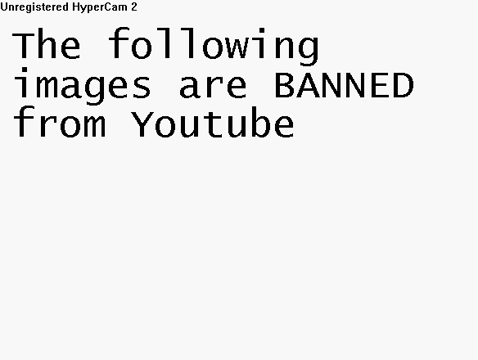 Unregistered HyperCam 2
The following
images are BANNED
from Youtube